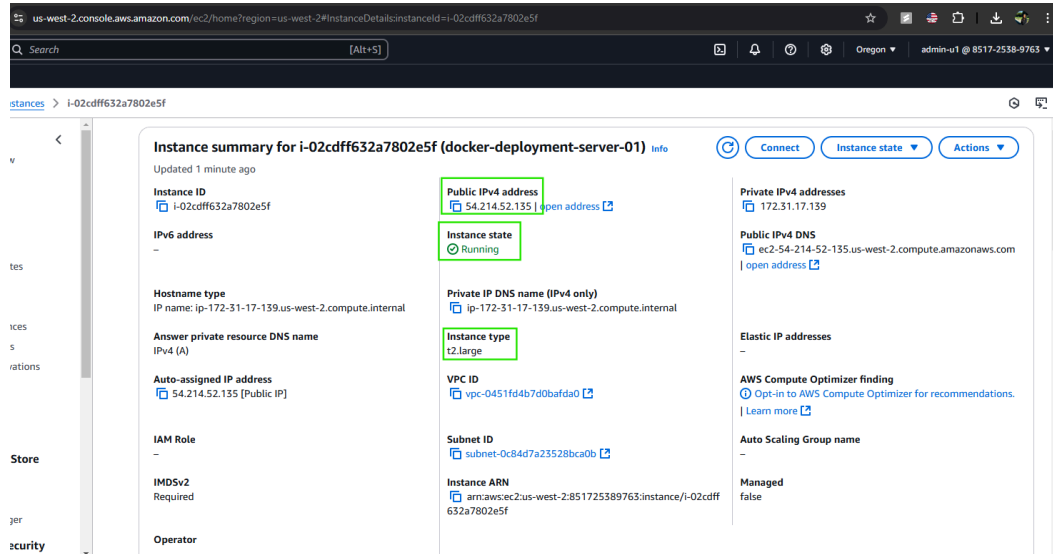 us-west-2.console.aws.amazon.com/ec2/home?region=us-west-2#InstanceDetails:instanceId=i-02cdff632a7802e5f
Search [Alt+S] Oregon admin-u1 @ 8517-2538-9763
nstances > i-02cdff632a7802e5f
Instance summary for i-02cdff632a7802e5f (docker-deployment-server-01) Info Connect Instance state Actions
Updated 1 minute ago
Instance ID
i-02cdff632a7802e5f
Public IPv4 address
54.214.52.135 | open address
Private IPv4 addresses
172.31.17.139
IPv6 address
–
Instance state
Running
Public IPv4 DNS
ec2-54-214-52-135.us-west-2.compute.amazonaws.com
| open address
Hostname type
IP name: ip-172-31-17-139.us-west-2.compute.internal
Private IP DNS name (IPv4 only)
ip-172-31-17-139.us-west-2.compute.internal
Answer private resource DNS name
IPv4 (A)
Instance type
t2.large
Elastic IP addresses
–
Auto-assigned IP address
54.214.52.135 [Public IP]
VPC ID
vpc-0451fd4b7d0bafda0
AWS Compute Optimizer finding
Opt-in to AWS Compute Optimizer for recommendations.
| Learn more
IAM Role
–
Subnet ID
subnet-0c84d7a23528bca0b
Auto Scaling Group name
–
IMDSv2
Required
Instance ARN
arn:aws:ec2:us-west-2:851725389763:instance/i-02cdff
632a7802e5f
Managed
false
Operator
w
tes
nces
s
vations
Store
ger
ecurity